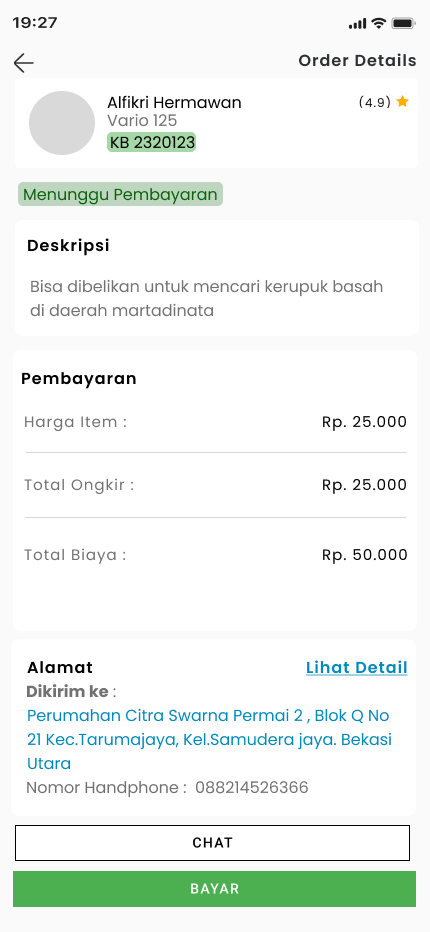 19:27
Order Details
Alfikri Hermawan
(4.9)
Vario 125
KB 2320123
Menunggu Pembayaran
Deskripsi
Bisa dibelikan untuk mencari kerupuk basah
di daerah martadinata
Pembayaran
Harga Item : Rp. 25.000
Total Ongkir : Rp. 25.000
Total Biaya : Rp. 50.000
Alamat Lihat Detail
Dikirim ke :
Perumahan Citra Swarna Permai 2 , Blok Q No
21 Kec.Tarumajaya, Kel.Samudera jaya. Bekasi
Utara
Nomor Handphone : 088214526366
CHAT
BAYAR